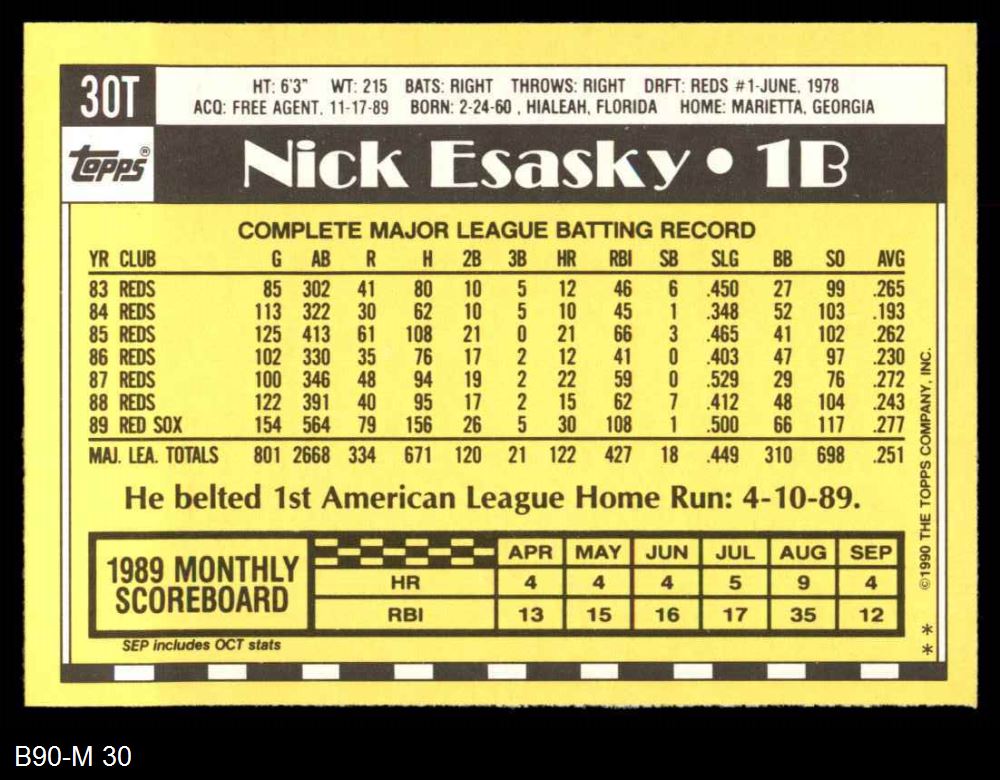 30T
HT: 6'3" WT: 215 BATS: RIGHT THROWS: RIGHT DRFT: REDS #1-JUNE, 1978
ACQ: FREE AGENT, 11-17-89 BORN: 2-24-60 , HIALEAH, FLORIDA HOME: MARIETTA, GEORGIA
Topps®
Nick Esasky • 1B
COMPLETE MAJOR LEAGUE BATTING RECORD
YR CLUB G AB R H 2B 3B HR RBI SB SLG BB SO AVG
83 REDS 85 302 41 80 10 5 12 46 6 .450 27 99 .265
84 REDS 113 322 30 62 10 5 10 45 1 .348 52 103 .193
85 REDS 125 413 61 108 21 0 21 66 3 .465 41 102 .262
86 REDS 102 330 35 76 17 2 12 41 0 .403 47 97 .230
87 REDS 100 346 48 94 19 2 22 59 0 .529 29 76 .272
88 REDS 122 391 40 95 17 2 15 62 7 .412 48 104 .243
89 RED SOX 154 564 79 156 26 5 30 108 1 .500 66 117 .277
MAJ. LEA. TOTALS 801 2668 334 671 120 21 122 427 18 .449 310 698 .251
He belted 1st American League Home Run: 4-10-89.
1989 MONTHLY
SCOREBOARD
APR MAY JUN JUL AUG SEP
HR 4 4 4 5 9 4
RBI 13 15 16 17 35 12
SEP includes OCT stats
* * ©1990 THE TOPPS COMPANY, INC.
B90-M 30